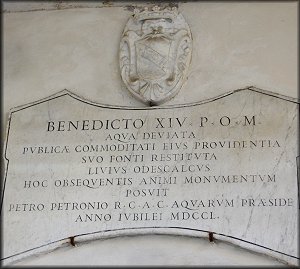 BENEDICTO XIV · P · O · M ·
AQVA DEVIATA
PVBLICÆ COMMODITATI EIVS PROVIDENTIA
SVO FONTI RESTITVTA
LIVIVS ODESCALCVS
HOC OBSEQVENTIS ANIMI MONVMENTVM
POSVIT
PETRO PETRONIO R · C · A · C · AQVARVM PRÆSIDE
ANNO IVBILEI MDCCL ·